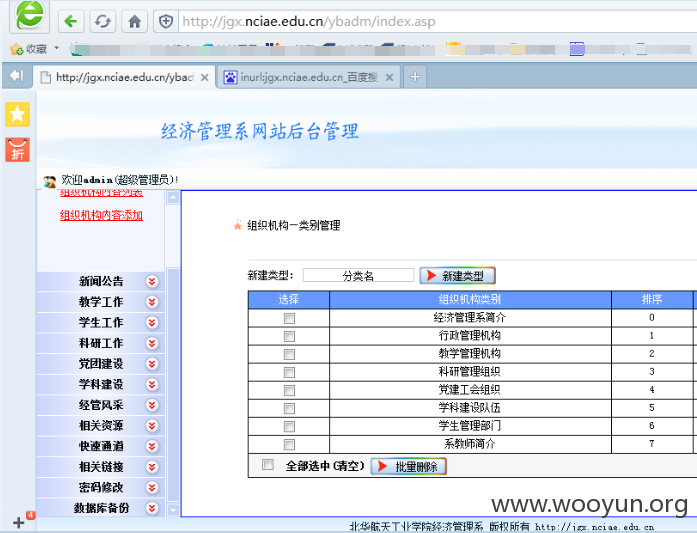 http://jgx.nciae.edu.cn/ybadm/index.asp
收藏
http://jgx.nciae.edu.cn/ybad
inurl:jgx.nciae.edu.cn_百度搜
折
经济管理系网站后台管理
欢迎admin(超级管理员)!
组织机构内容列表
组织机构内容添加
新闻公告
教学工作
学生工作
科研工作
党团建设
学科建设
经管风采
相关资源
快速通道
相关链接
密码修改
数据库备份
组织机构—类别管理
新建类型: 分类名 新建类型
选择 组织机构类别 排序
经济管理系简介 0
行政管理机构 1
教学管理机构 2
科研管理组织 3
党建工会组织 4
学科建设队伍 5
学生管理部门 6
系教师简介 7
全部选中(清空) 批量删除
www.wooyun.org
4
北华航天工业学院经济管理系 版权所有 http://jgx.nciae.edu.cn